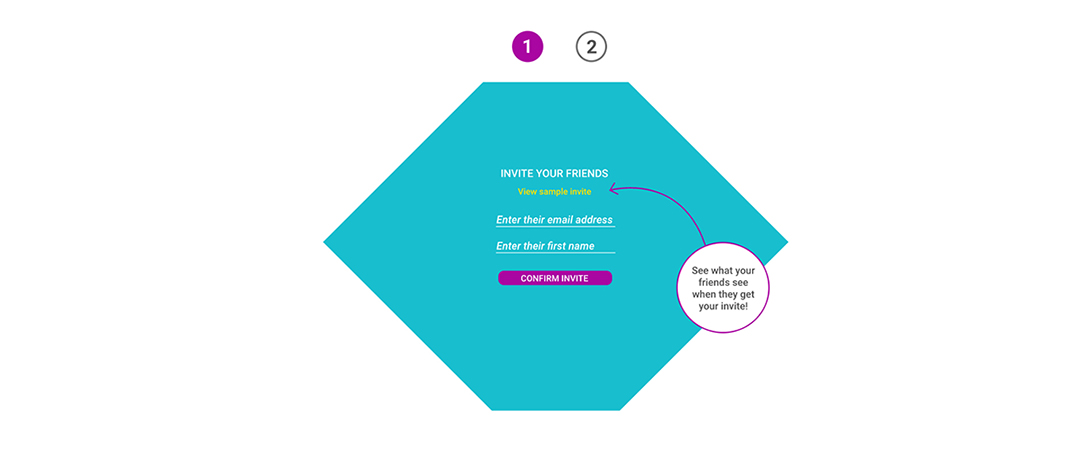 1
2
INVITE YOUR FRIENDS
View sample invite
Enter their email address
Enter their first name
CONFIRM INVITE
See what your
friends see
when they get
your invite!